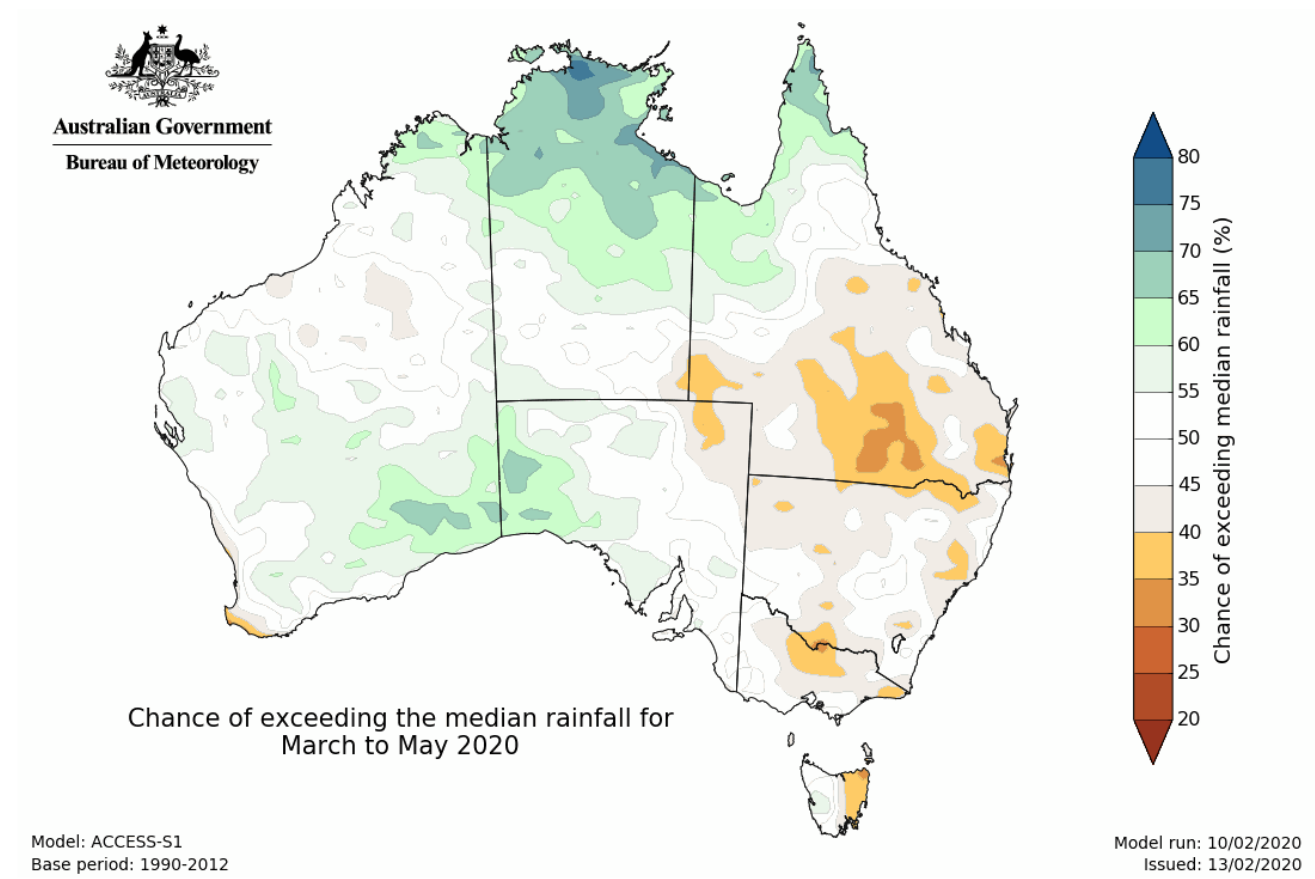 AUSTRALIA
Australian Government
Bureau of Meteorology
80
75
70
65
60
55
50
45
40
35
30
25
20
Chance of exceeding median rainfall (%)
Chance of exceeding the median rainfall for
March to May 2020
Model: ACCESS-S1
Base period: 1990-2012
Model run: 10/02/2020
Issued: 13/02/2020